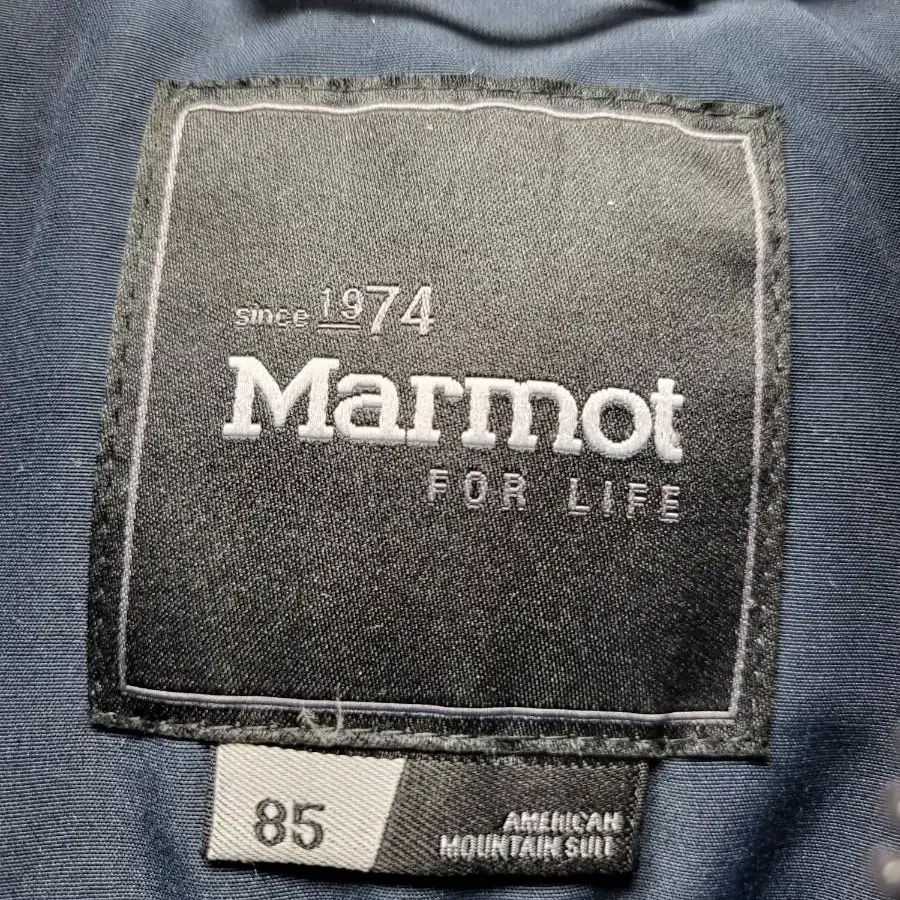 since 1974
Marmot
FOR LIFE
85
AMERICAN
MOUNTAIN SUIT